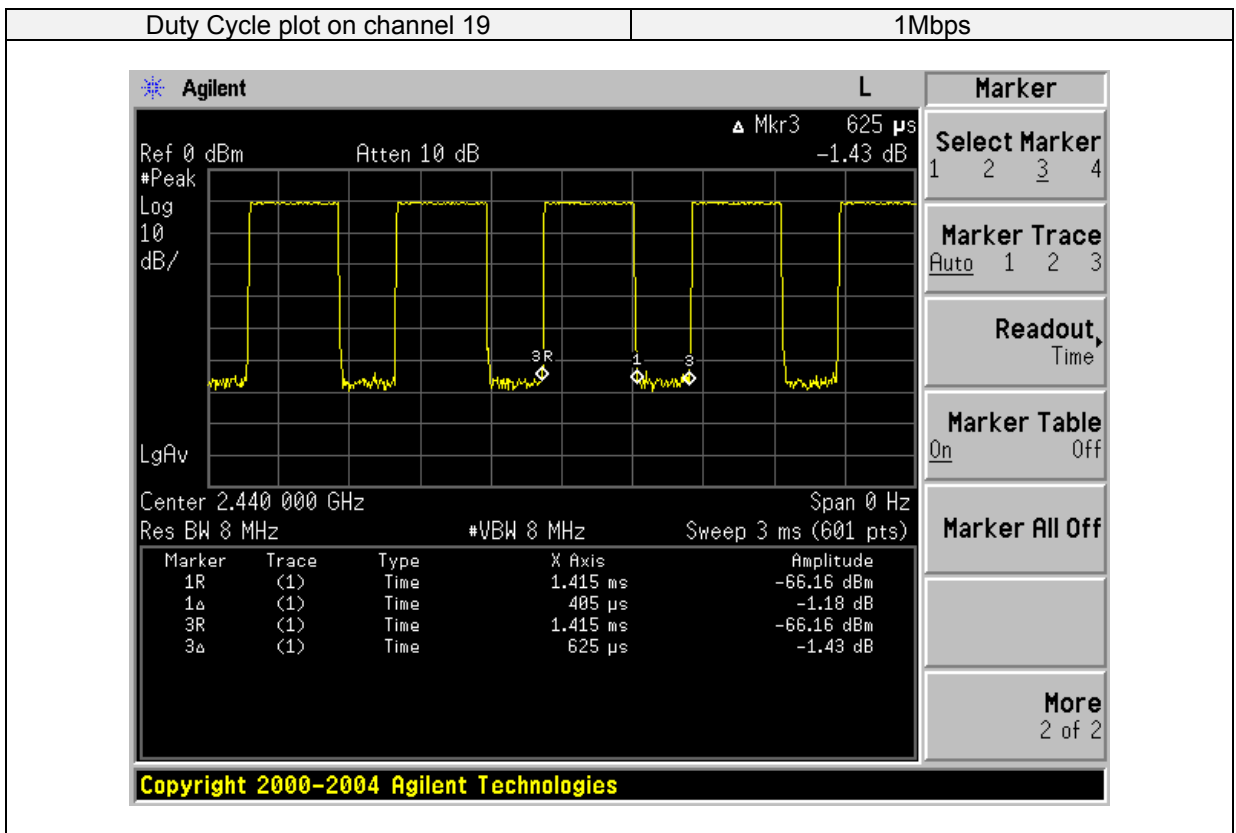 Duty Cycle plot on channel 19 1Mbps
Agilent L Marker
Δ Mkr3 625 µs
Ref 0 dBm Atten 10 dB -1.43 dB
#Peak
Log
10
dB/
3R 1 3
LgAv
Center 2.440 000 GHz Span 0 Hz
Res BW 8 MHz #VBW 8 MHz Sweep 3 ms (601 pts)
Marker Trace Type X Axis Amplitude
1R (1) Time 1.415 ms -66.16 dBm
1Δ (1) Time 405 µs -1.18 dB
3R (1) Time 1.415 ms -66.16 dBm
3Δ (1) Time 625 µs -1.43 dB
Select Marker
1 2 3 4
Marker Trace
Auto 1 2 3
Readout
Time
Marker Table
On Off
Marker All Off
More
2 of 2
Copyright 2000-2004 Agilent Technologies